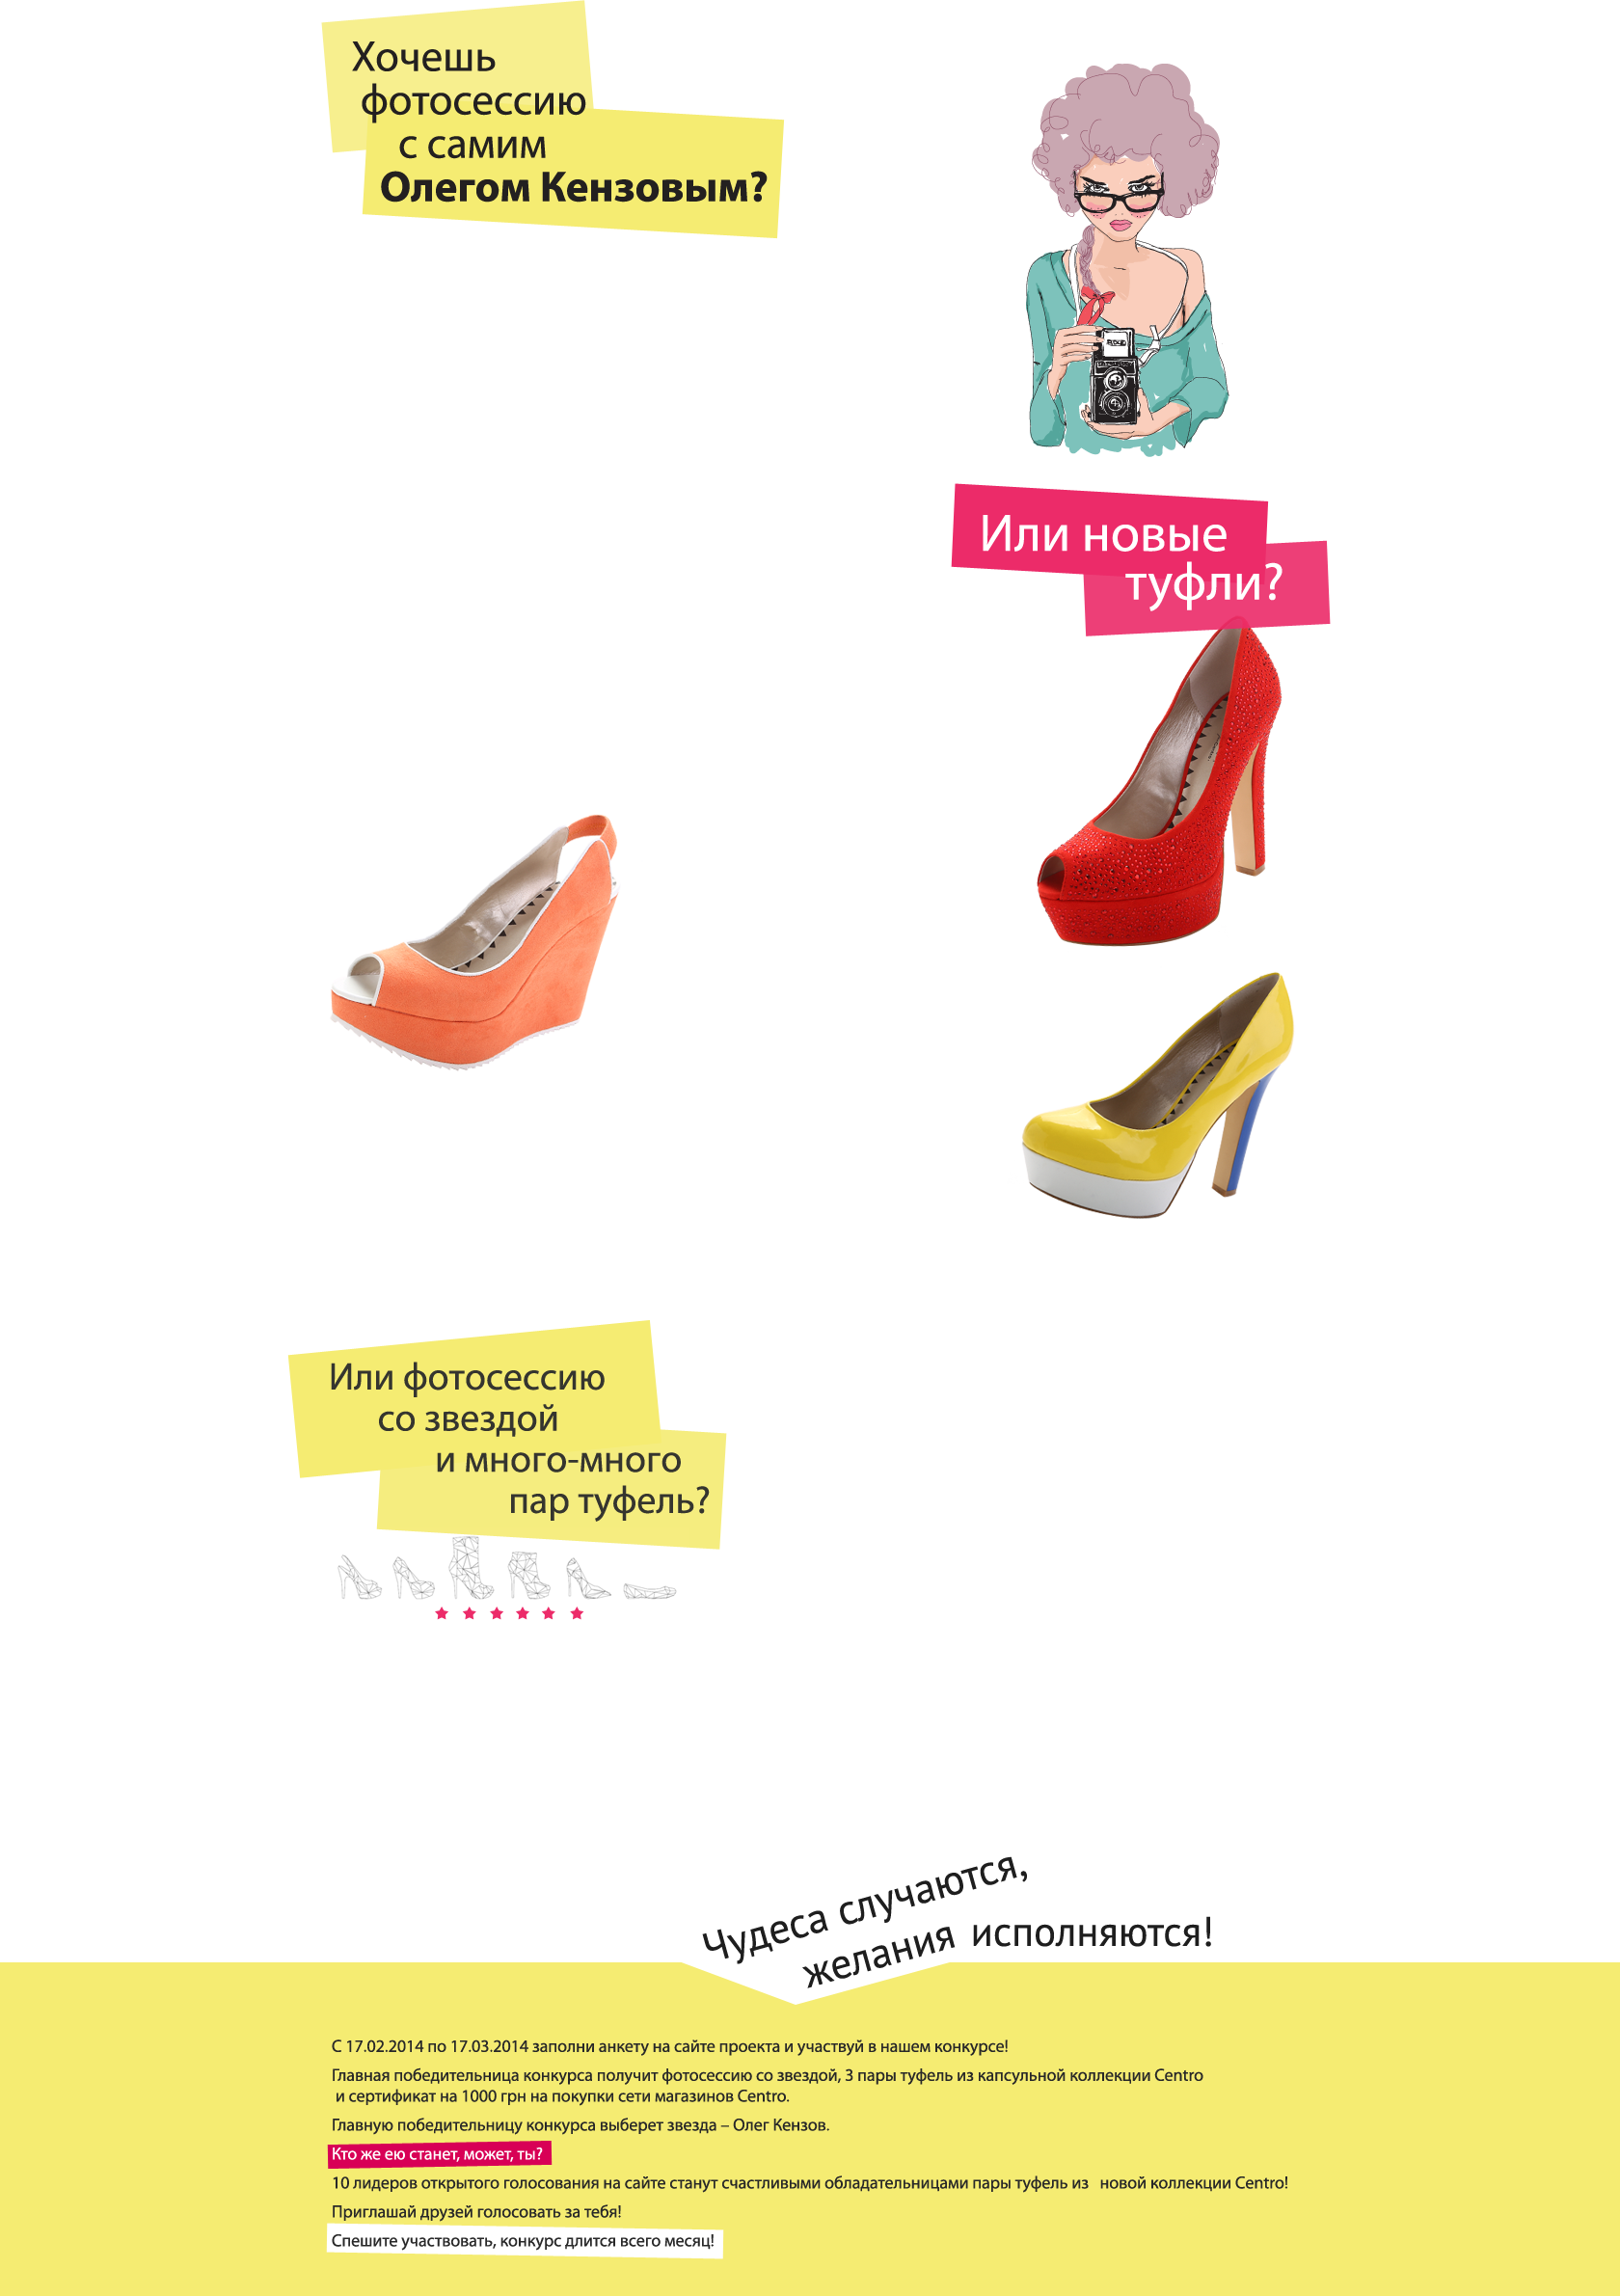 Хочешь
фотосессию
с самим
Олегом Кензовым?
Или новые
туфли?
Или фотосессию
со звездой
и много-много
пар туфель?
Чудеса случаются,
желания исполняются!
С 17.02.2014 по 17.03.2014 заполни анкету на сайте проекта и участвуй в нашем конкурсе!
Главная победительница конкурса получит фотосессию со звездой, 3 пары туфель из капсульной коллекции Centro
и сертификат на 1000 грн на покупки сети магазинов Centro.
Главную победительницу конкурса выберет звезда – Олег Кензов.
Кто же ею станет, может, ты?
10 лидеров открытого голосования на сайте станут счастливыми обладательницами пары туфель из новой коллекции Centro!
Приглашай друзей голосовать за тебя!
Спешите участвовать, конкурс длится всего месяц!